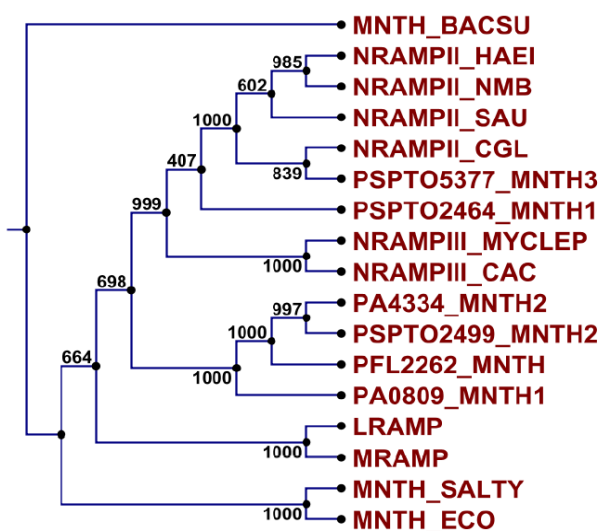 MNTH_BACSU
985 NRAMPII_HAEI
NRAMPII_NMB
602
NRAMPII_SAU
1000
NRAMPII_CGL
839 PSPTO5377_MNTH3
407
PSPTO2464_MNTH1
999
NRAMPIII_MYCLEP
1000 NRAMPIII_CAC
698
997 PA4334_MNTH2
PSPTO2499_MNTH2
1000
PFL2262_MNTH
1000
PA0809_MNTH1
664
LRAMP
1000 MRAMP
MNTH_SALTY
1000 MNTH_ECO